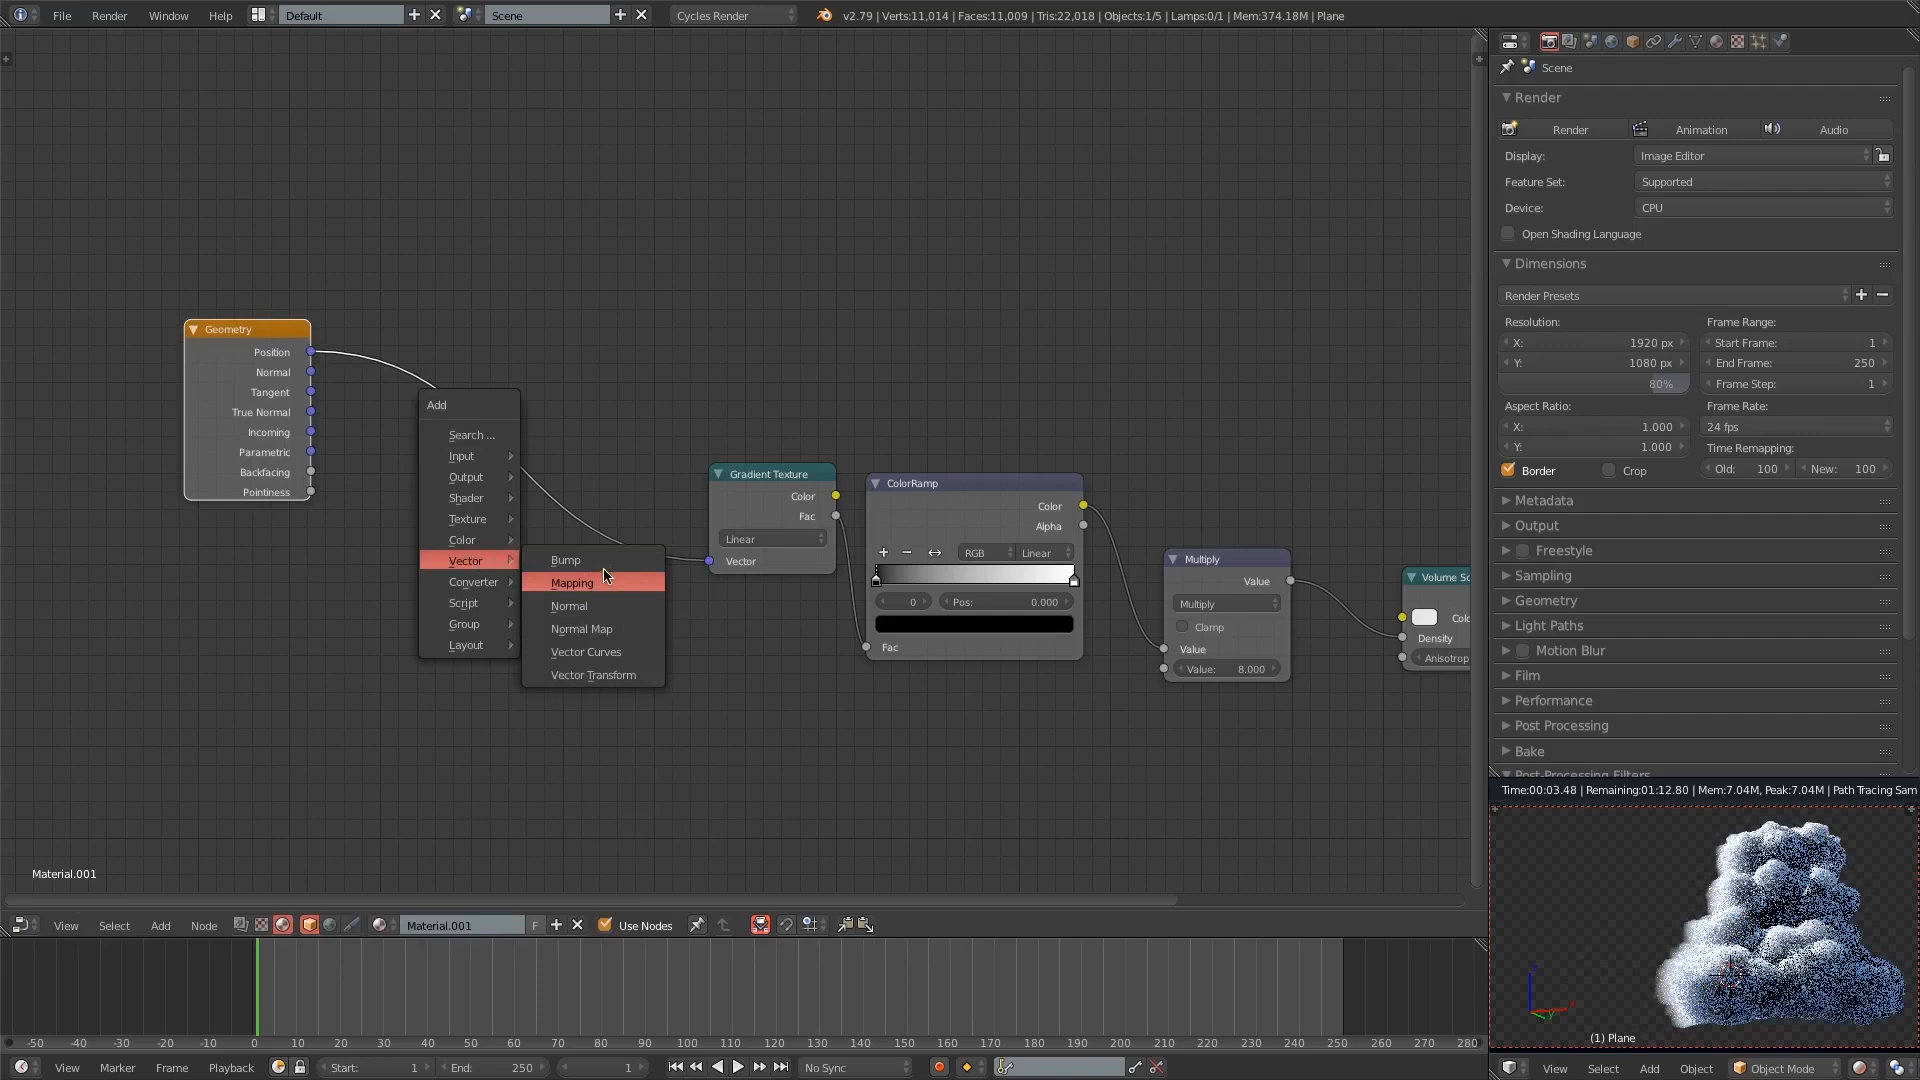 File Render Window Help Default Scene Cycles Render v2.79 | Verts:11,014 | Faces:11,009 | Tris:22,018 | Objects:1/5 | Lamps:0/1 | Mem:374.18M | Plane
Geometry
Position
Normal
Tangent
True Normal
Incoming
Parametric
Backfacing
Pointiness
Add
Search ...
Input
Output
Shader
Texture
Color
Vector
Converter
Script
Group
Layout
Bump
Mapping
Normal
Normal Map
Vector Curves
Vector Transform
Gradient Texture
Color
Fac
Linear
Vector
ColorRamp
Color
Alpha
RGB Linear
0 Pos: 0.000
Fac
Multiply
Value
Multiply
Clamp
Value
Value: 8.000
Volume Sc
Colo
Density
Anisotrop
Material.001
View Select Add Node Material.001 F Use Nodes
-50 -40 -30 -20 -10 0 10 20 30 40 50 60 70 80 90 100 110 120 130 140 150 160 170 180 190 200 210 220 230 240 250 260 270 280
View Marker Frame Playback Start: 1 End: 250 1 No Sync
Scene
Render
Render Animation Audio
Display: Image Editor
Feature Set: Supported
Device: CPU
Open Shading Language
Dimensions
Render Presets
Resolution: Frame Range:
X: 1920 px Start Frame: 1
Y: 1080 px End Frame: 250
80% Frame Step: 1
Aspect Ratio: Frame Rate:
X: 1.000 24 fps
Y: 1.000 Time Remapping:
Border Crop Old: 100 New: 100
Metadata
Output
Freestyle
Sampling
Geometry
Light Paths
Motion Blur
Film
Performance
Post Processing
Bake
Post-Processing Filters
Time:00:03.48 | Remaining:01:12.80 | Mem:7.04M, Peak:7.04M | Path Tracing Sam
(1) Plane
View Select Add Object Object Mode